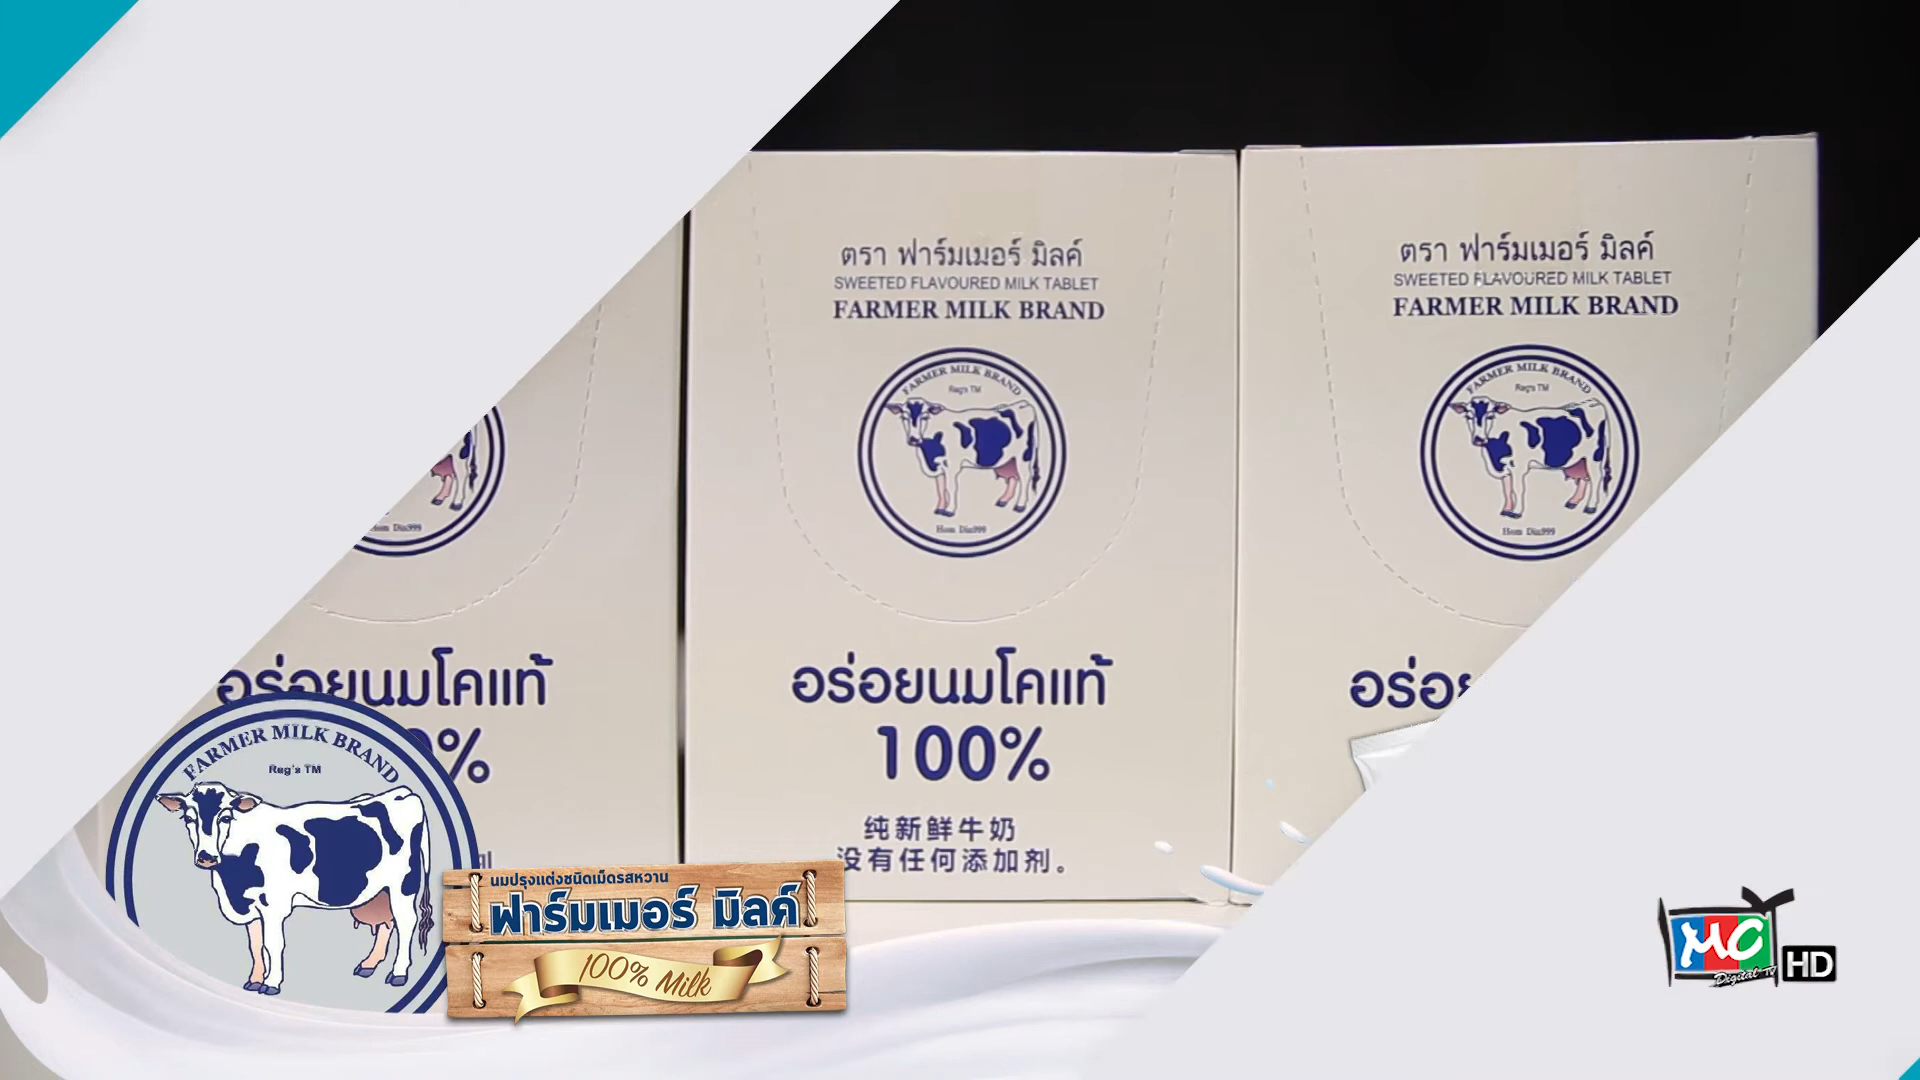 ตรา ฟาร์มเมอร์ มิลค์
SWEETED FLAVOURED MILK TABLET
FARMER MILK BRAND
FARMER MILK BRAND
Reg's TM
Hom Din999
อร่อยนมโคแท้
100%
纯新鲜牛奶
没有任何添加剂。
ตรา ฟาร์มเมอร์ มิลค์
SWEETED FLAVOURED MILK TABLET
FARMER MILK BRAND
FARMER MILK BRAND
Reg's TM
Hom Din999
อร่อยนมโคแท้
FARMER MILK BRAND
Reg's TM
นมปรุงแต่งชนิดเม็ดรสหวาน
ฟาร์มเมอร์ มิลค์
100% Milk
MC
Digital TV
HD